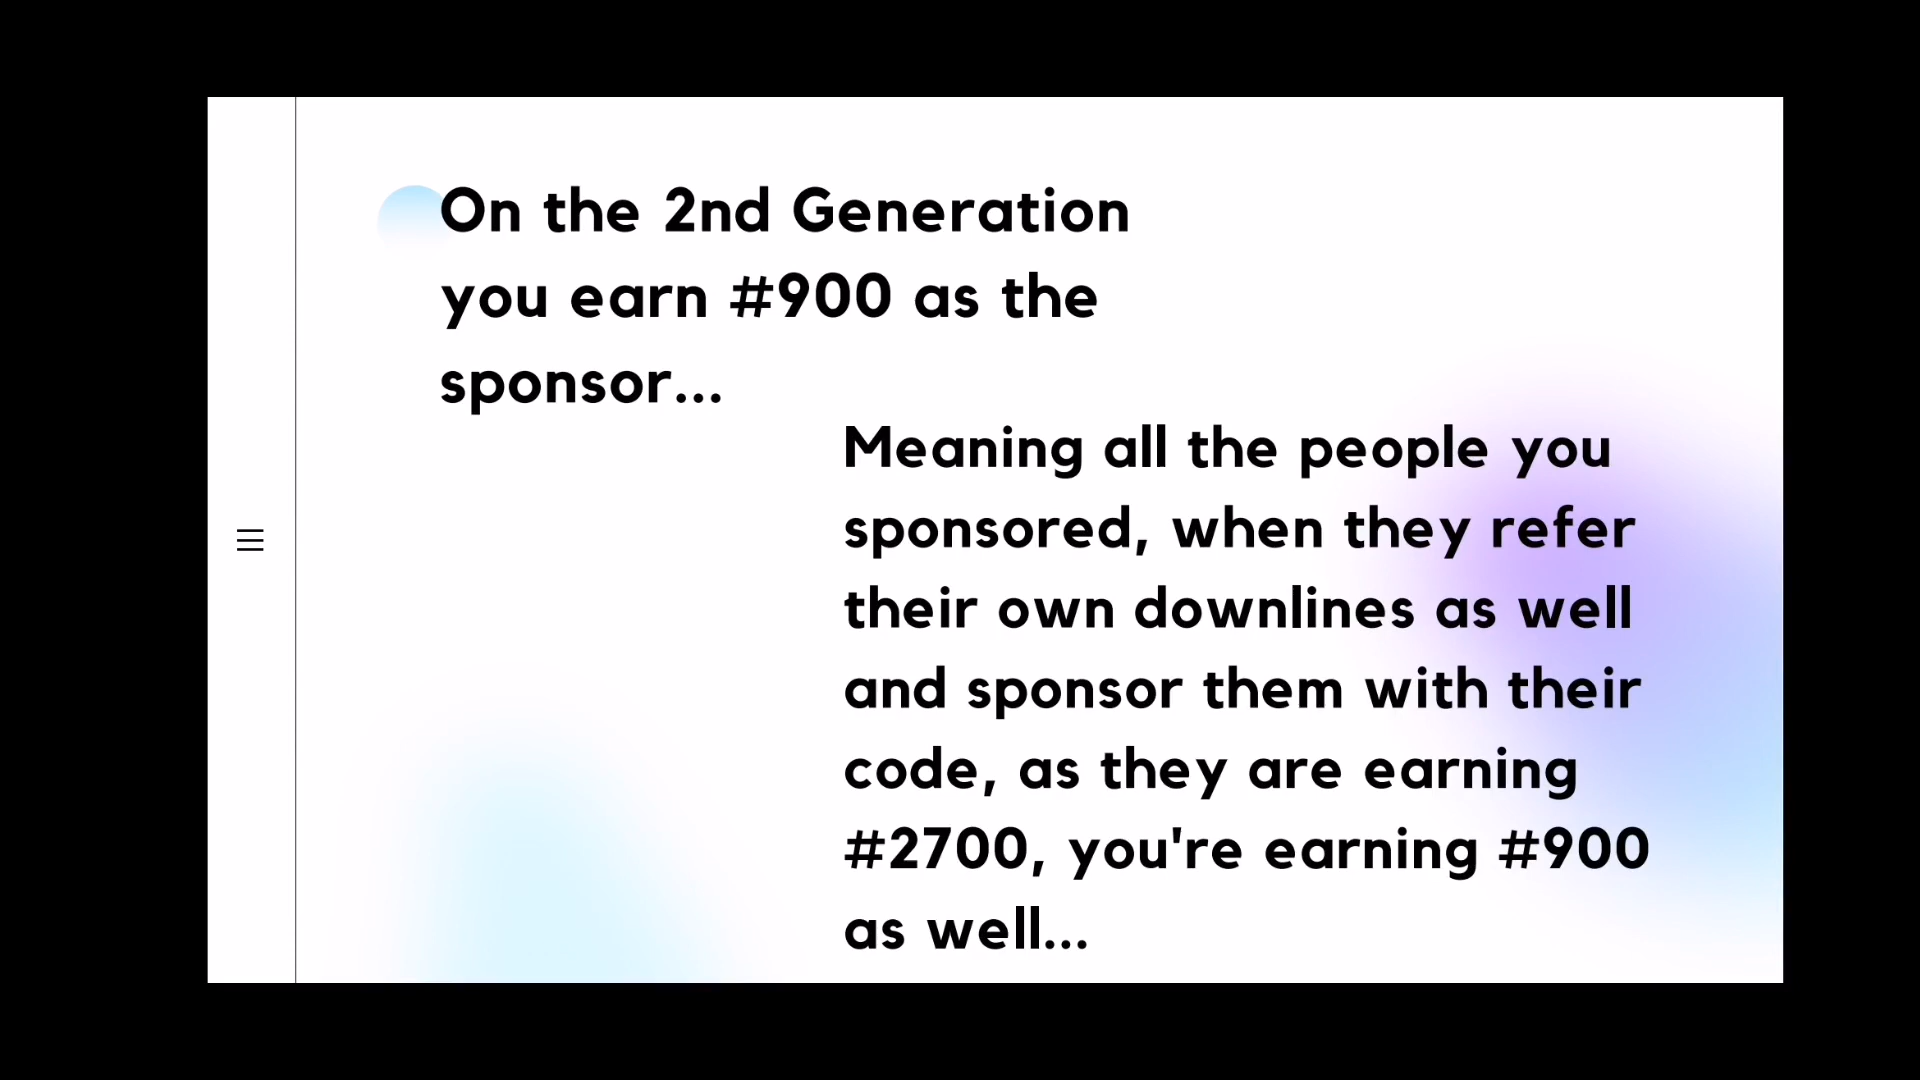 On the 2nd Generation
you earn #900 as the
sponsor...
Meaning all the people you
sponsored, when they refer
their own downlines as well
and sponsor them with their
code, as they are earning
#2700, you're earning #900
as well...